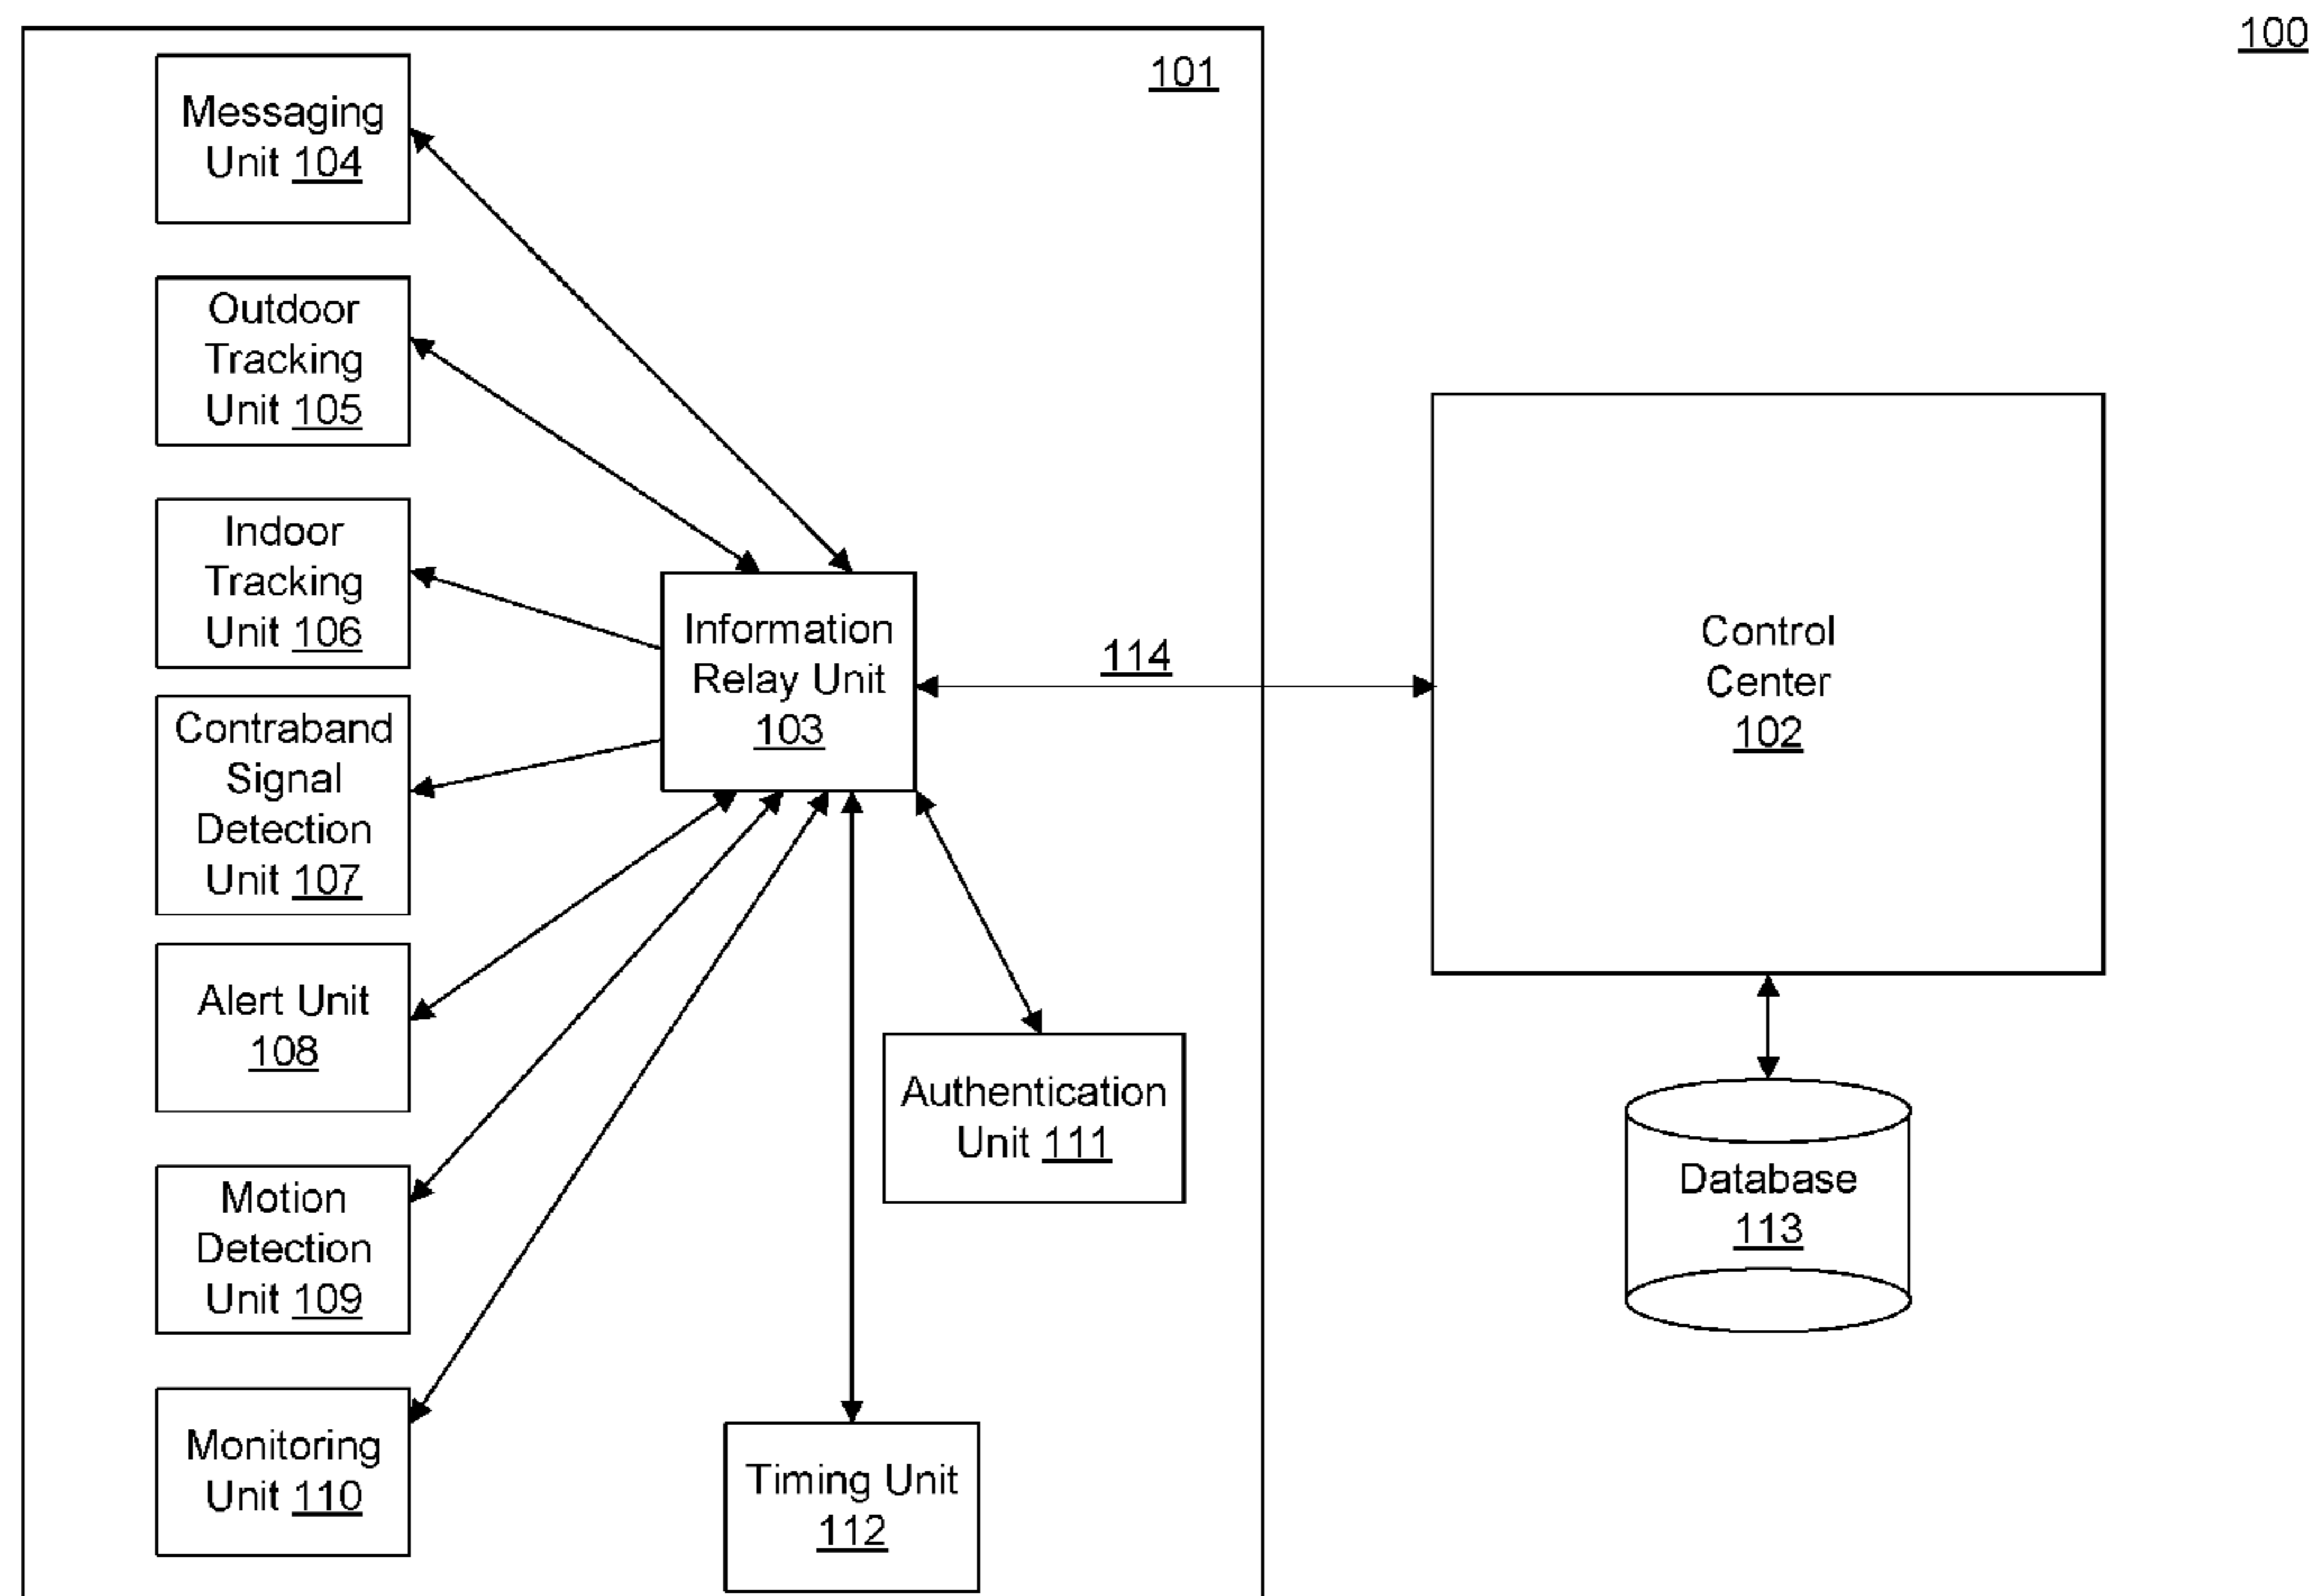 100
101
Messaging
Unit 104
Outdoor
Tracking
Unit 105
Indoor
Tracking
Unit 106
Contraband
Signal
Detection
Unit 107
Alert Unit
108
Motion
Detection
Unit 109
Monitoring
Unit 110
Information
Relay Unit
103
114
Authentication
Unit 111
Timing Unit
112
Control
Center
102
Database
113